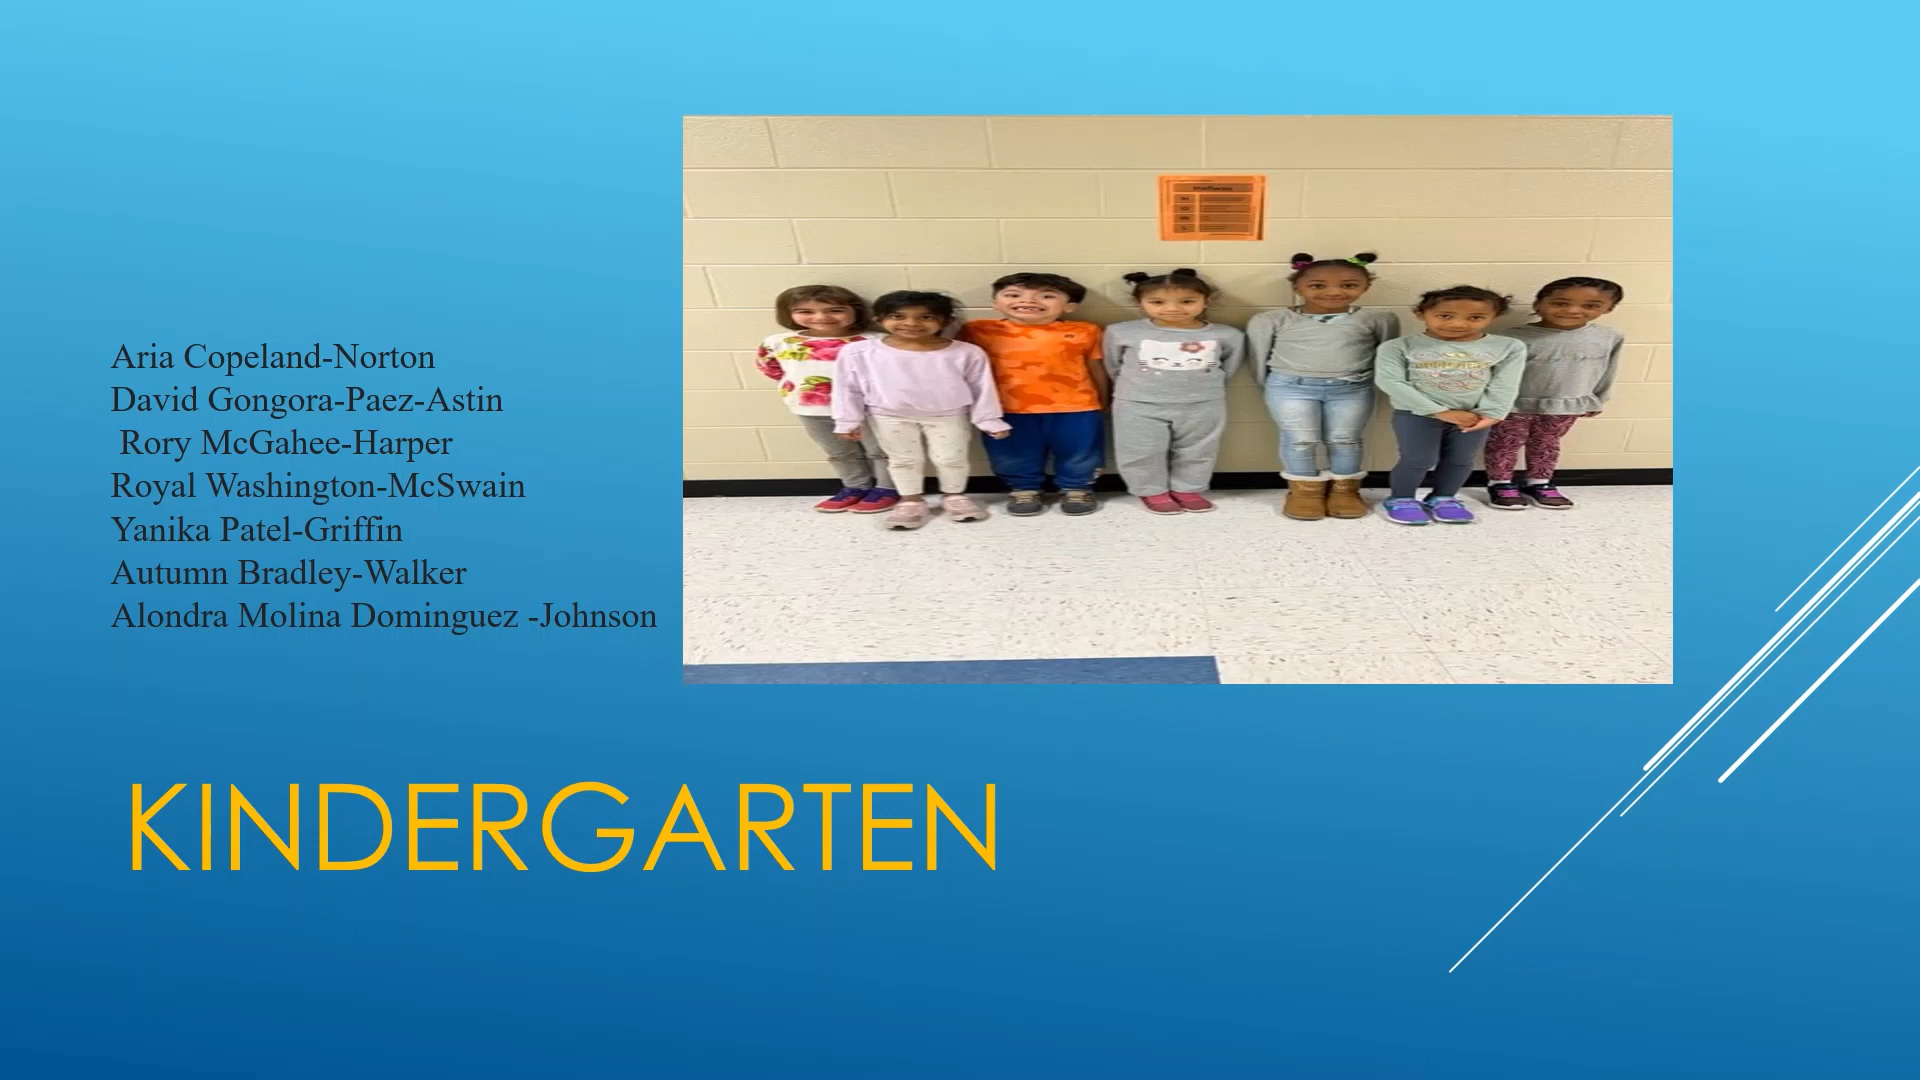 Aria Copeland-Norton
David Gongora-Paez-Astin
Rory McGahee-Harper
Royal Washington-McSwain
Yanika Patel-Griffin
Autumn Bradley-Walker
Alondra Molina Dominguez -Johnson
KINDERGARTEN